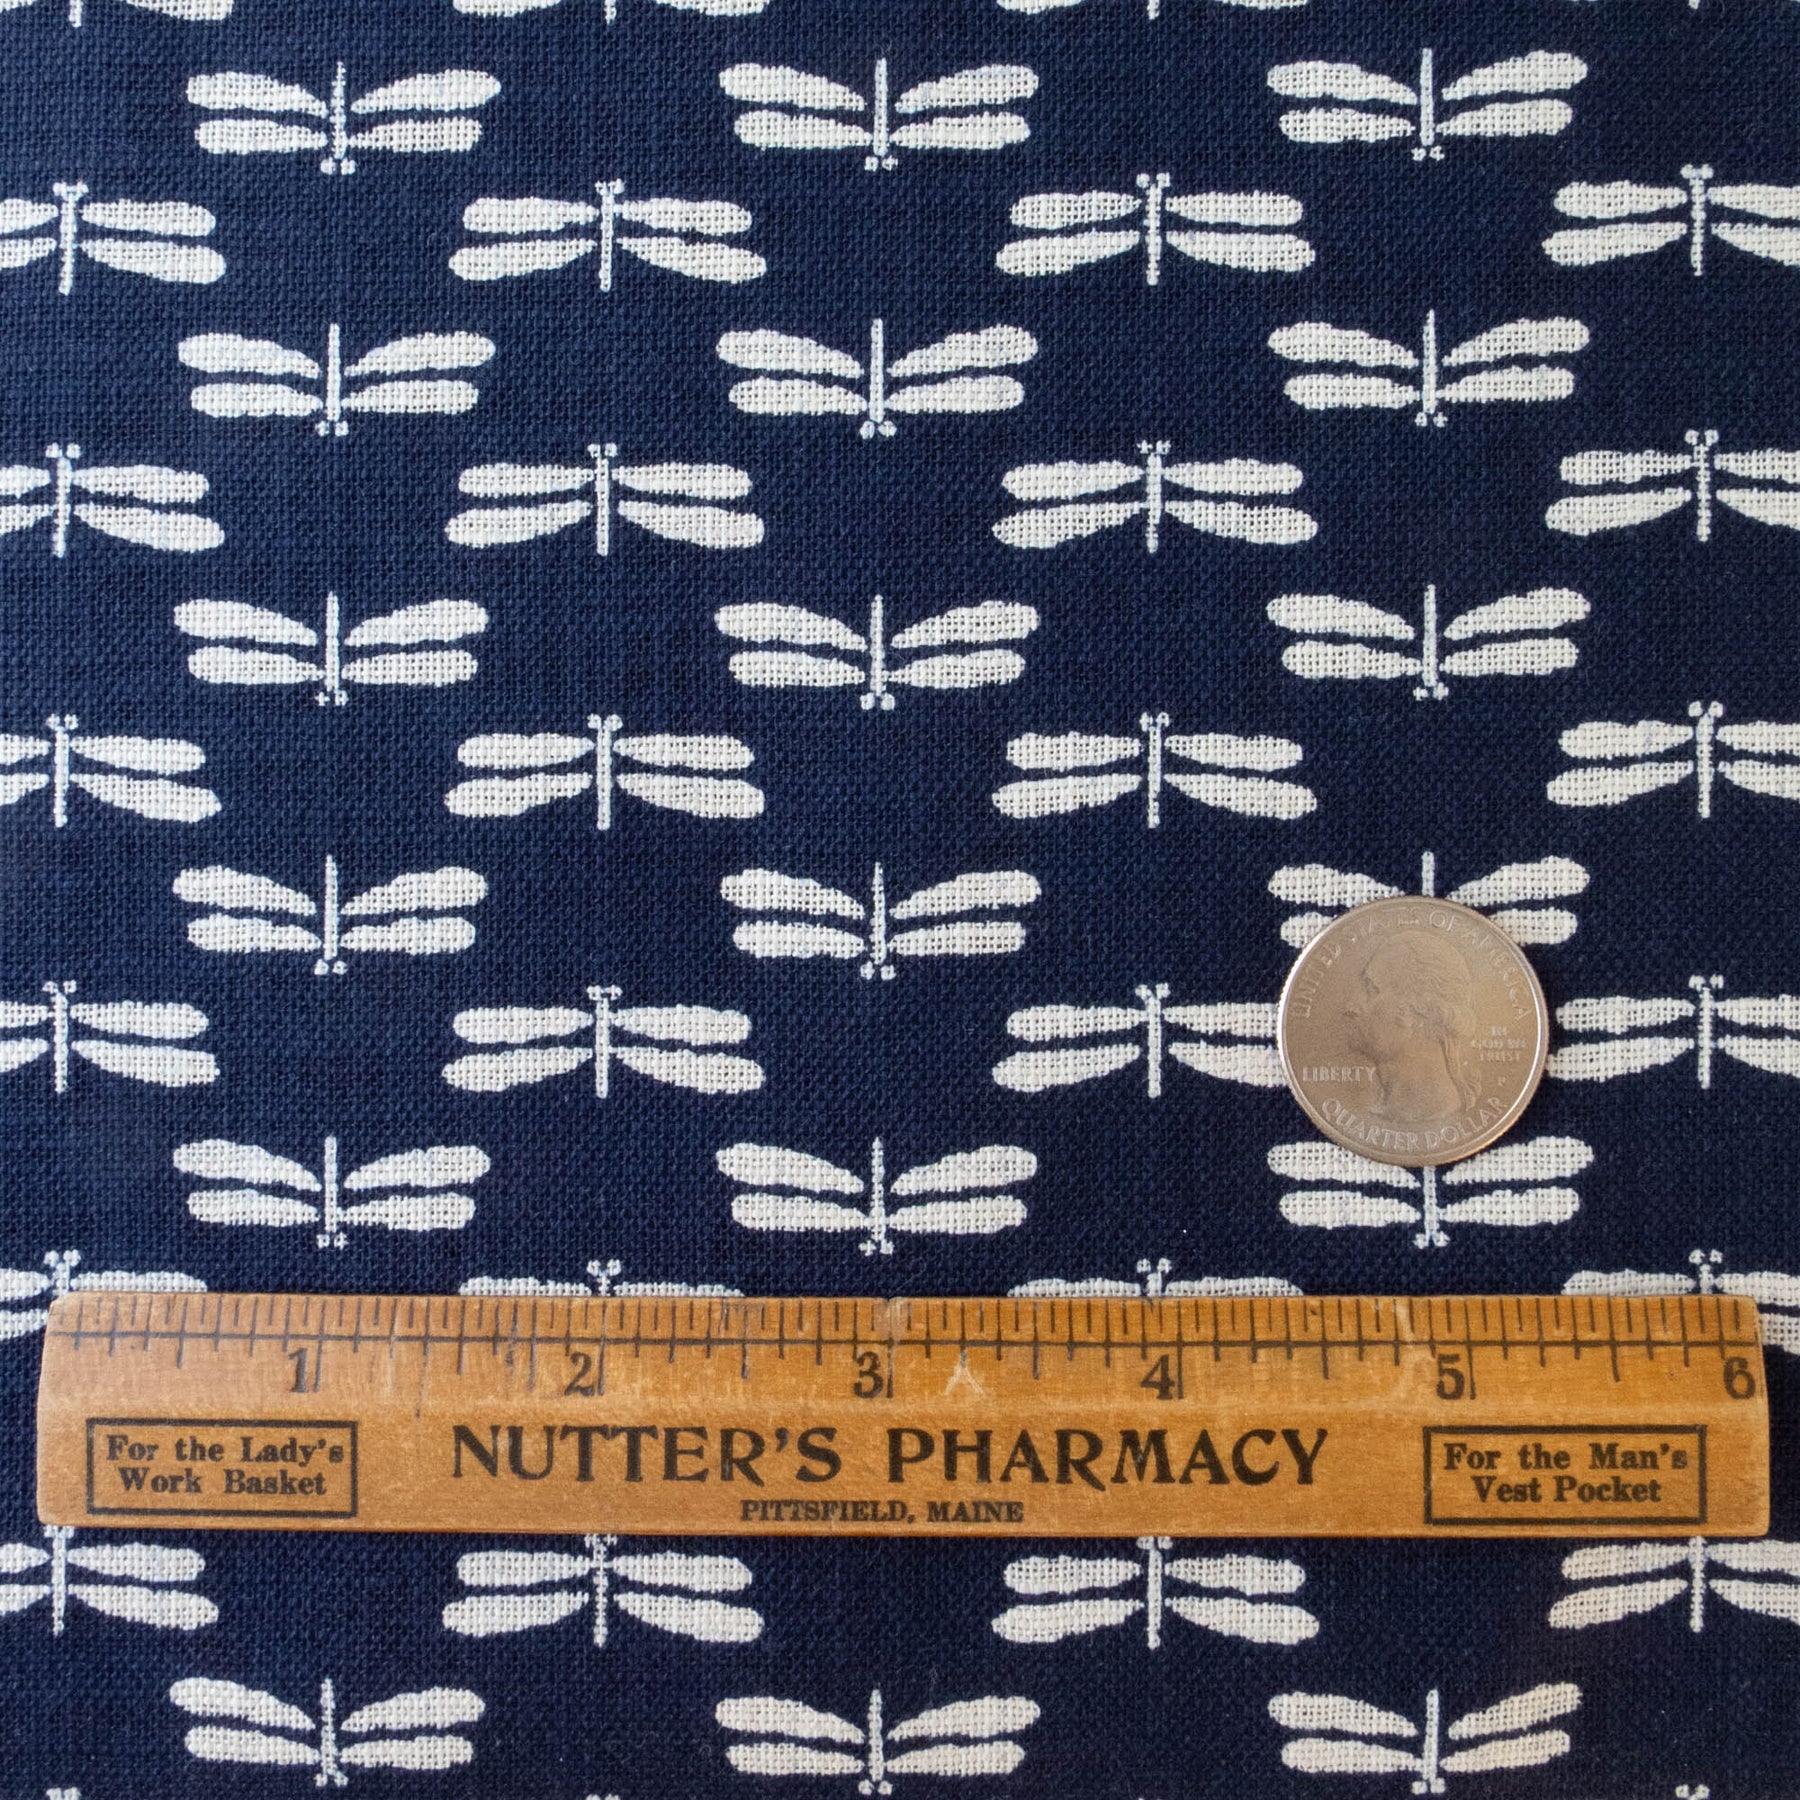 UNITED STATES OF AMERICA
IN
GOD WE
TRUST
LIBERTY
P
QUARTER DOLLAR
1 2 3 4 5 6
For the Lady's
Work Basket
NUTTER'S PHARMACY
PITTSFIELD, MAINE
For the Man's
Vest Pocket